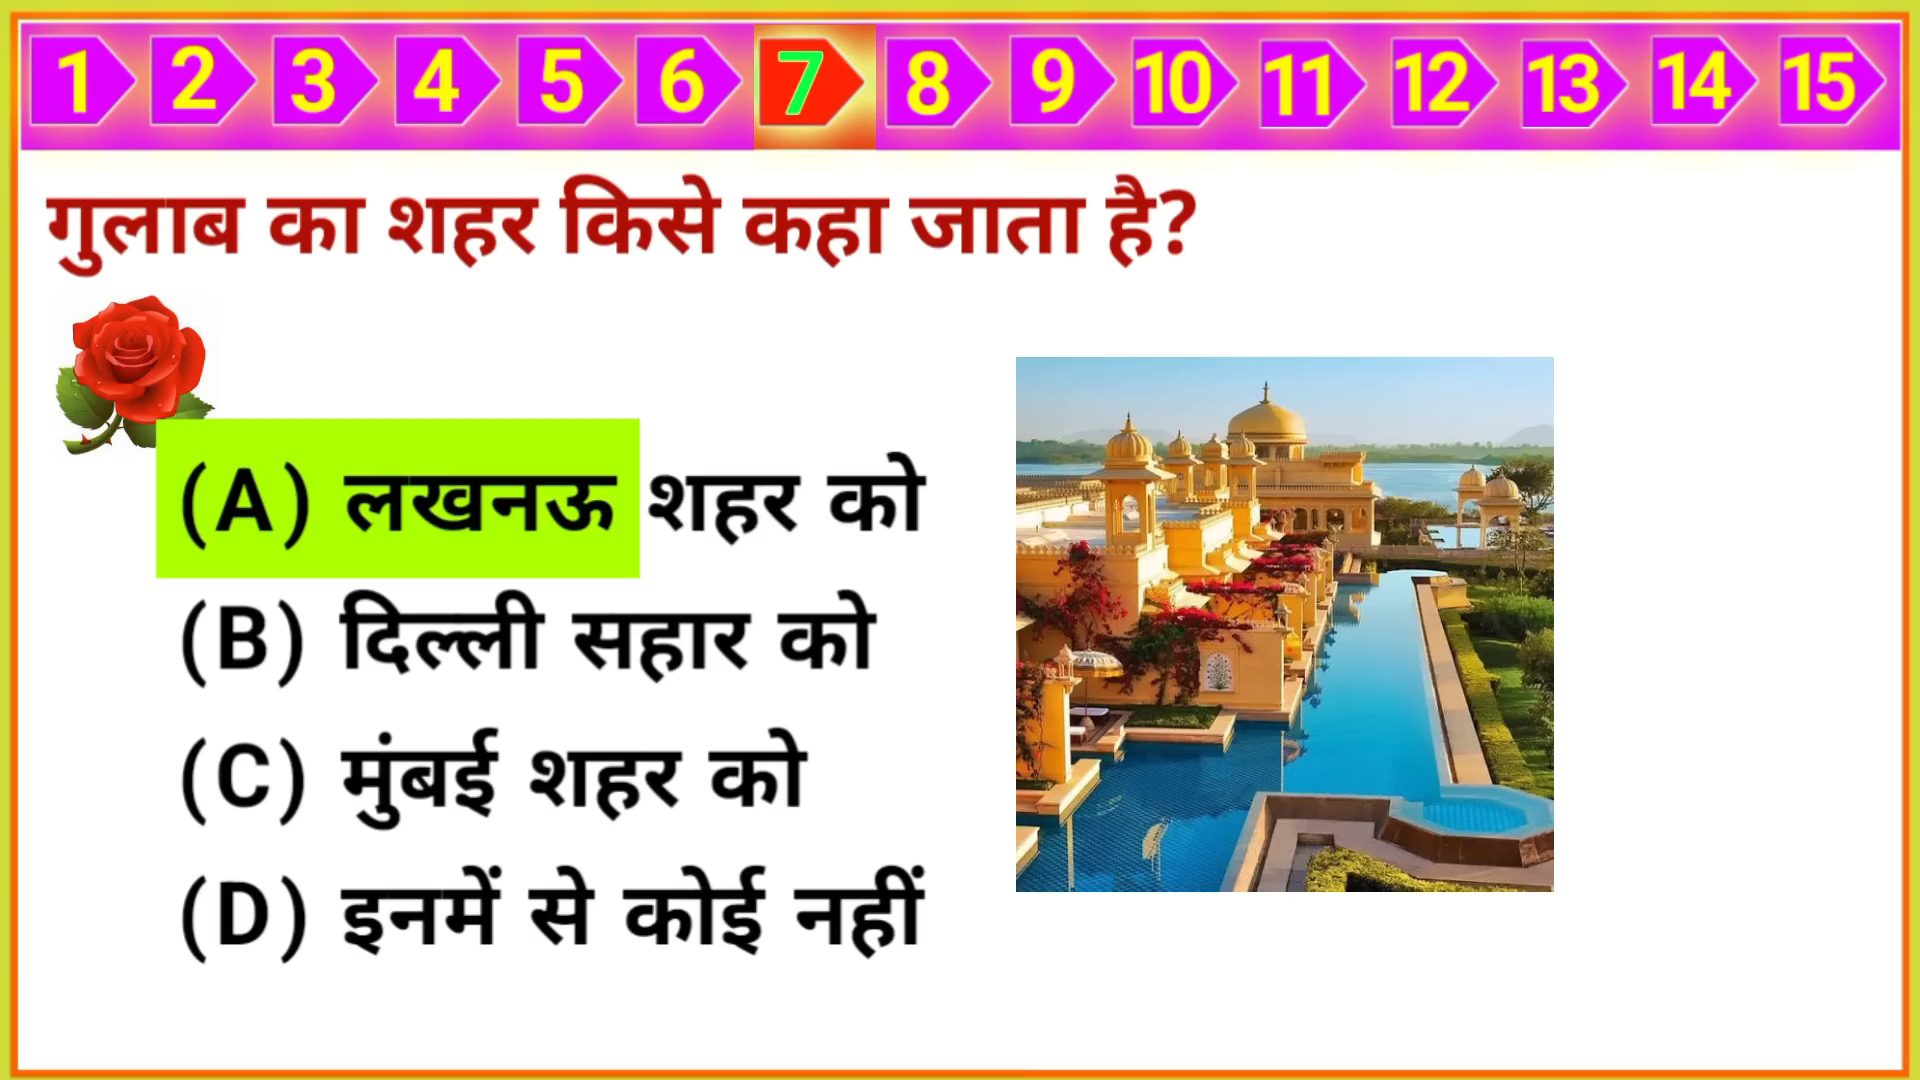 1 2 3 4 5 6 7 8 9 10 11 12 13 14 15
गुलाब का शहर किसे कहा जाता है?
(A) लखनऊ शहर को
(B) दिल्ली सहार को
(C) मुंबई शहर को
(D) इनमें से कोई नहीं